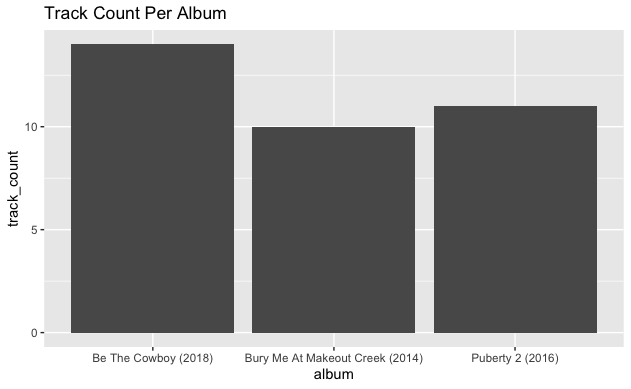 Track Count Per Album
track_count
10
5
0
Be The Cowboy (2018)
Bury Me At Makeout Creek (2014)
Puberty 2 (2016)
album